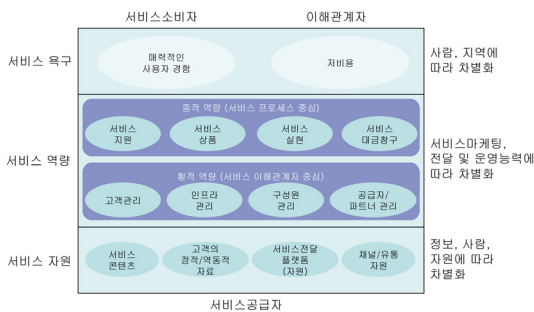 서비스소비자 이해관계자
서비스 욕구
매력적인
사용자 경험
저비용
사람, 지역에
따라 차별화
서비스 역량
종적 역량 (서비스 프로세스 중심)
서비스
지원
서비스
상품
서비스
실현
서비스
대금청구
횡적 역량 (서비스 이해관계자 중심)
고객관리
인프라
관리
구성원
관리
공급자/
파트너 관리
서비스마케팅,
전달 및 운영능력에
따라 차별화
서비스 자원
서비스
콘텐츠
고객의
정적/역동적
자료
서비스전달
플랫폼
(자원)
채널/유통
자원
정보, 사람,
자원에 따라
차별화
서비스공급자